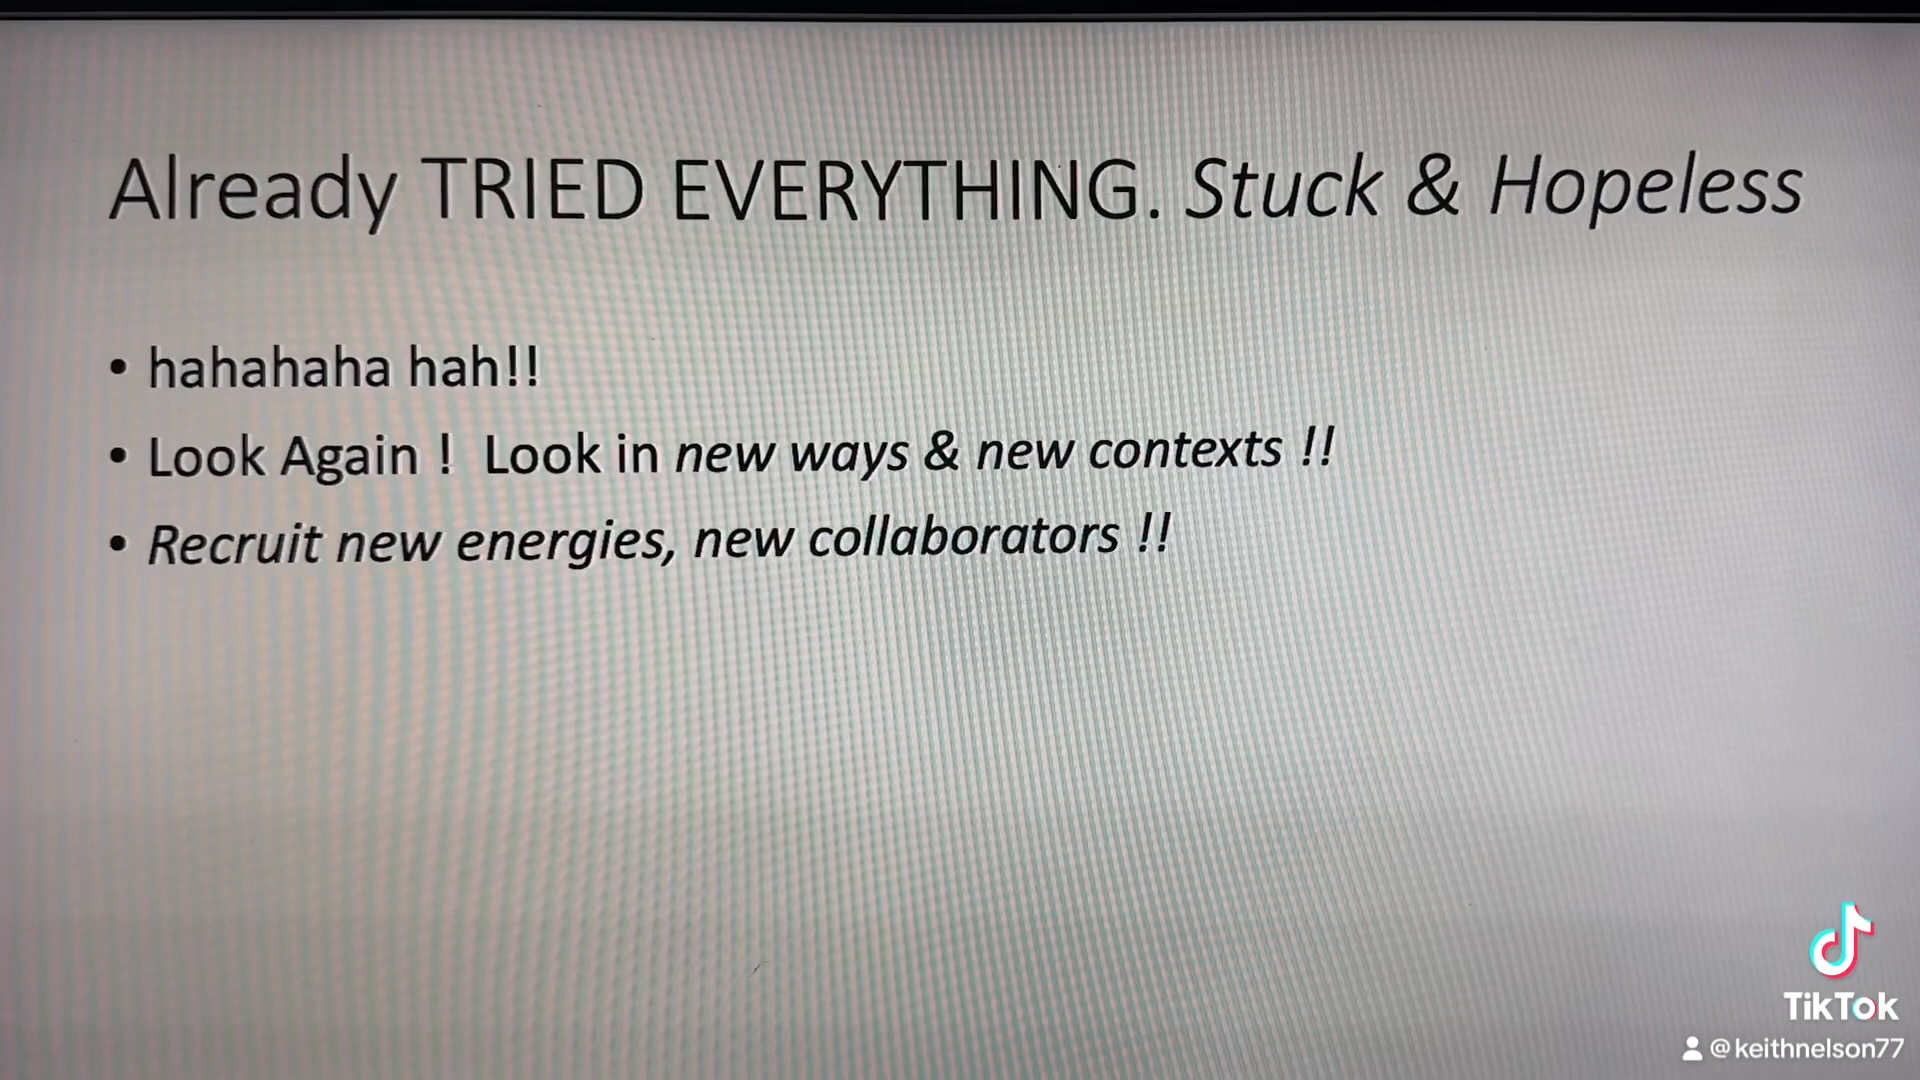 Already TRIED EVERYTHING. Stuck & Hopeless
• hahahaha hah!!
• Look Again ! Look in new ways & new contexts !!
• Recruit new energies, new collaborators !!
TikTok
@keithnelson77